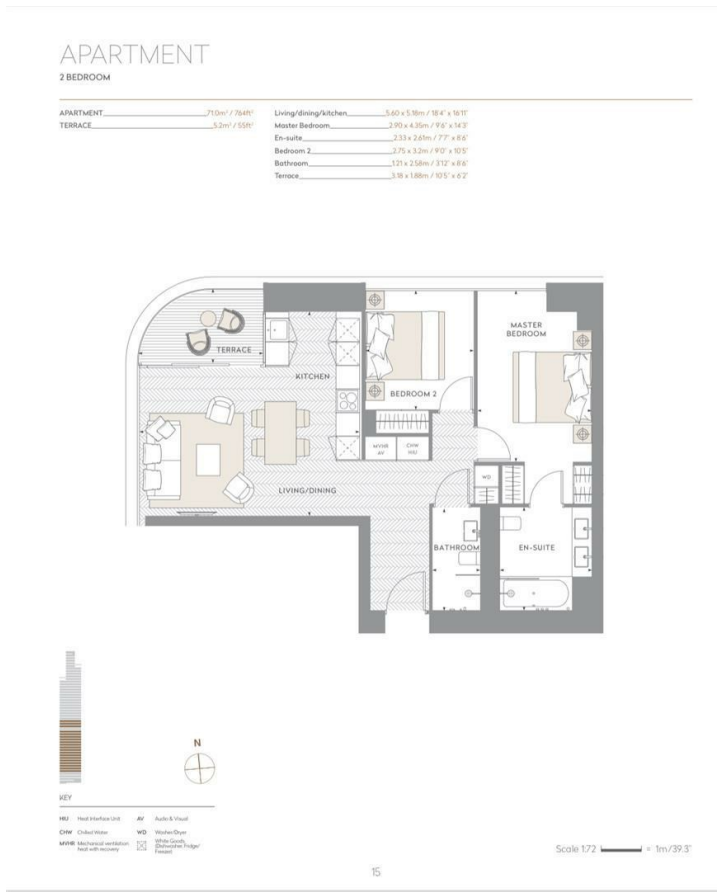 APARTMENT
2 BEDROOM
APARTMENT 71.0m² / 764ft²
TERRACE 5.2m² / 55ft²
Living/dining/kitchen 5.60 x 5.18m / 18'4" x 16'11"
Master Bedroom 2.90 x 4.35m / 9'6" x 14'3"
En-suite 2.33 x 2.61m / 7'7" x 8'6"
Bedroom 2 2.75 x 3.2m / 9'0" x 10'5"
Bathroom 1.21 x 2.58m / 3'12" x 8'6"
Terrace 3.18 x 1.88m / 10'5" x 6'2"
MASTER
BEDROOM
TERRACE
KITCHEN
BEDROOM 2
MVHR
AV
CHW
HIU
WD
LIVING/DINING
BATHROOM
EN-SUITE
N
KEY
HIU Heat Interface Unit
AV Audio & Visual
CHW Chilled Water
WD Washer/Dryer
MVHR Mechanical ventilation
heat with recovery
White Goods
(Dishwasher, Fridge/
Freezer)
Scale 1:72 = 1m/39.3"
15